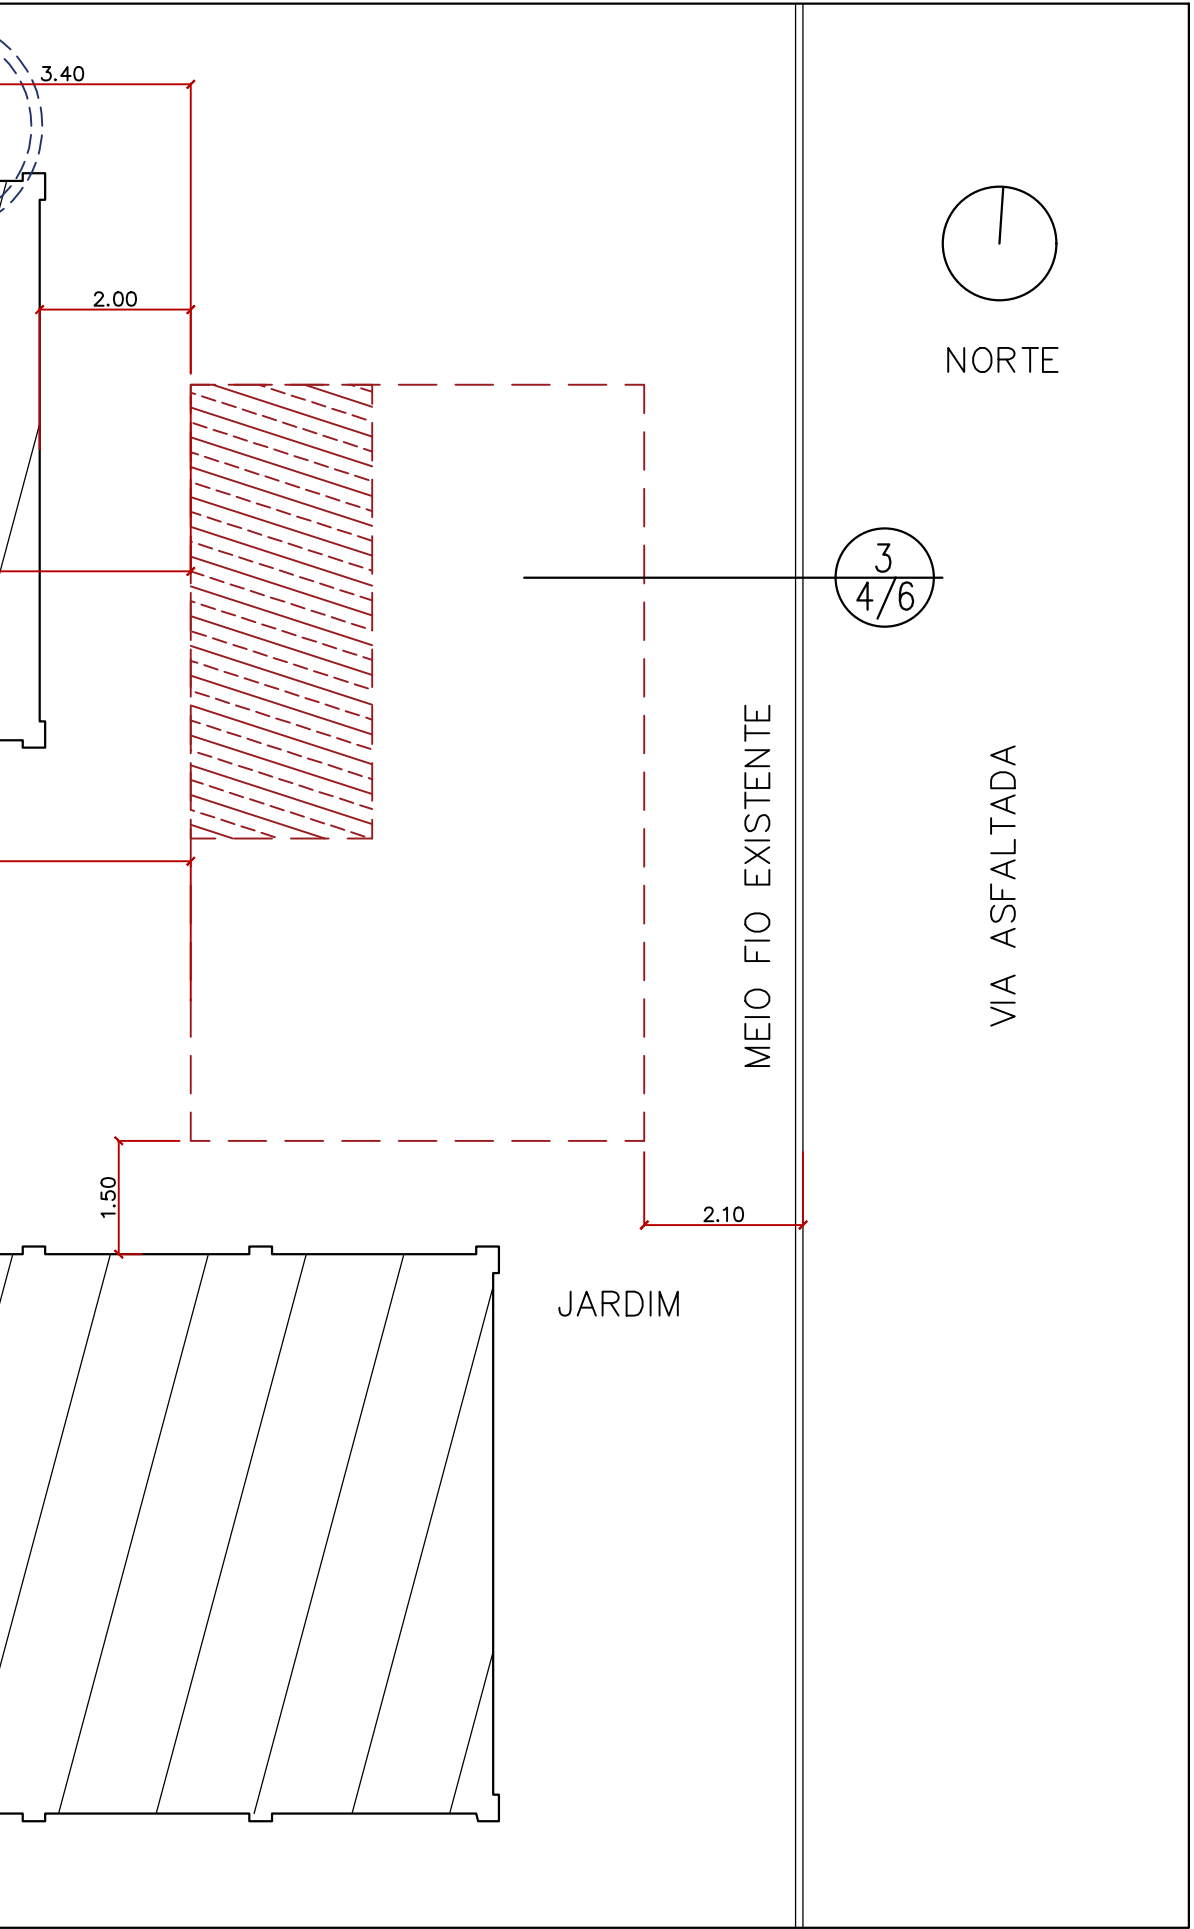 3.40
2.00
NORTE
3
4/6
MEIO FIO EXISTENTE
VIA ASFALTADA
1.50
2.10
JARDIM